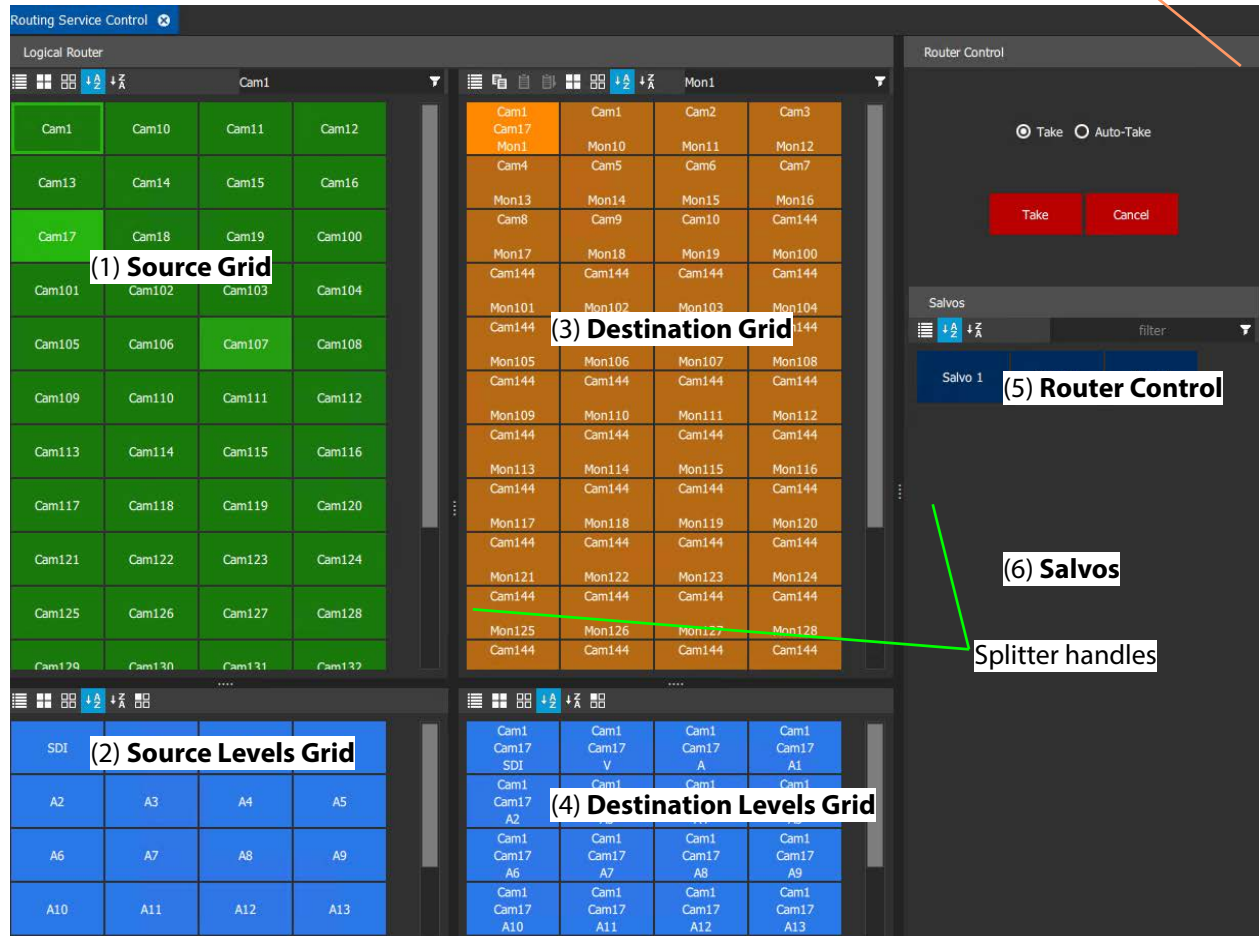 Routing Service Control
Logical Router
Router Control
Cam1
Mon1
Cam1 Cam10 Cam11 Cam12
Cam13 Cam14 Cam15 Cam16
Cam17 Cam18 Cam19 Cam100
(1) Source Grid
Cam101 Cam102 Cam103 Cam104
Cam105 Cam106 Cam107 Cam108
Cam109 Cam110 Cam111 Cam112
Cam113 Cam114 Cam115 Cam116
Cam117 Cam118 Cam119 Cam120
Cam121 Cam122 Cam123 Cam124
Cam125 Cam126 Cam127 Cam128
Cam129 Cam130 Cam131 Cam132
Cam1 Cam1 Cam2 Cam3
Cam17
Mon1 Mon10 Mon11 Mon12
Cam4 Cam5 Cam6 Cam7
Mon13 Mon14 Mon15 Mon16
Cam8 Cam9 Cam10 Cam144
Mon17 Mon18 Mon19 Mon100
Cam144 Cam144 Cam144 Cam144
Mon101 Mon102 Mon103 Mon104
(3) Destination Grid
Cam144
Mon105 Mon106 Mon107 Mon108
Cam144 Cam144 Cam144 Cam144
Mon109 Mon110 Mon111 Mon112
Cam144 Cam144 Cam144 Cam144
Mon113 Mon114 Mon115 Mon116
Cam144 Cam144 Cam144 Cam144
Mon117 Mon118 Mon119 Mon120
Cam144 Cam144 Cam144 Cam144
Mon121 Mon122 Mon123 Mon124
Cam144 Cam144 Cam144 Cam144
Mon125 Mon126 Mon127 Mon128
Cam144 Cam144 Cam144 Cam144
Take Auto-Take
Take Cancel
Salvos
filter
Salvo 1
(5) Router Control
(6) Salvos
Splitter handles
SDI
(2) Source Levels Grid
A2 A3 A4 A5
A6 A7 A8 A9
A10 A11 A12 A13
Cam1 Cam1 Cam1 Cam1
Cam17 Cam17 Cam17 Cam17
SDI V A A1
Cam1 Cam1 Cam1 Cam1
Cam17
(4) Destination Levels Grid
A2
Cam1 Cam1 Cam1 Cam1
Cam17 Cam17 Cam17 Cam17
A6 A7 A8 A9
Cam1 Cam1 Cam1 Cam1
Cam17 Cam17 Cam17 Cam17
A10 A11 A12 A13